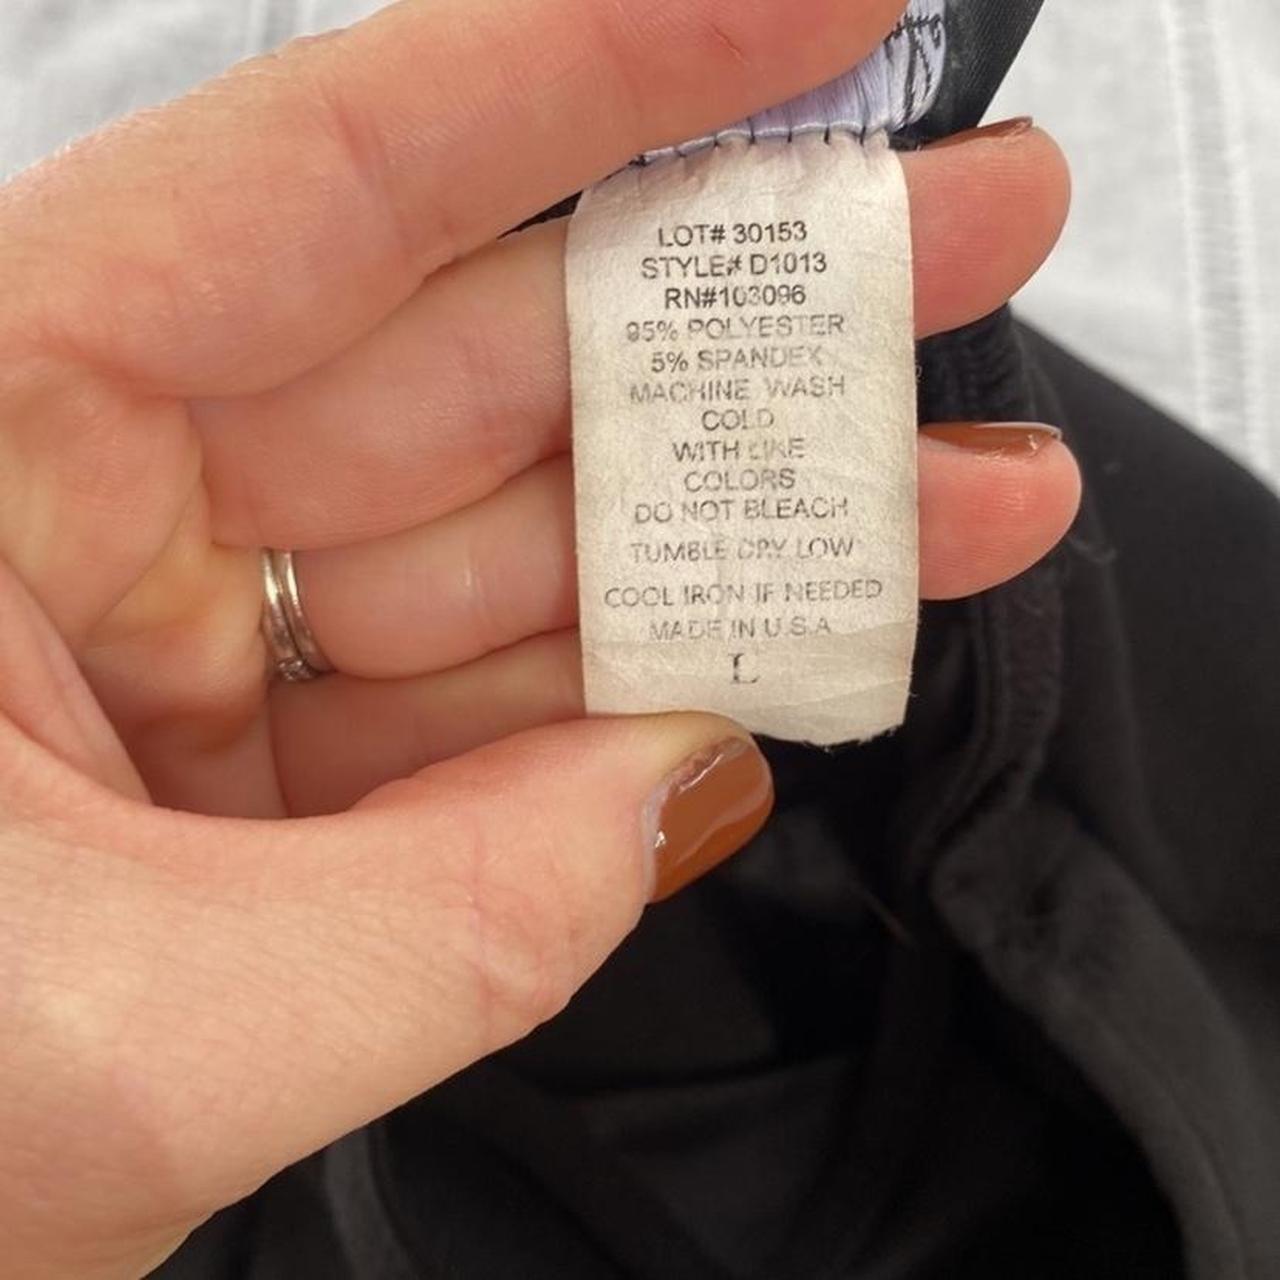 LOT# 30153
STYLE# D1013
RN#103096
95% POLYESTER
5% SPANDEX
MACHINE WASH
COLD
WITH LIKE
COLORS
DO NOT BLEACH
TUMBLE DRY LOW
COOL IRON IF NEEDED
MADE IN U.S.A
L